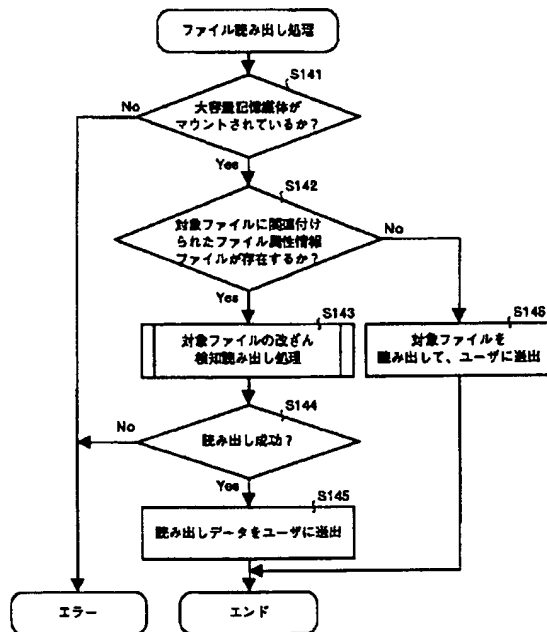 ファイル読み出し処理
S141
大容量記憶媒体が
マウントされているか?
No
Yes
S142
対象ファイルに関連付け
られたファイル属性情報
ファイルが存在するか?
No
Yes
S143
対象ファイルの改ざん
検知読み出し処理
S146
対象ファイルを
読み出して、ユーザに送出
S144
読み出し成功?
No
Yes
S145
読み出しデータをユーザに送出
エラー
エンド